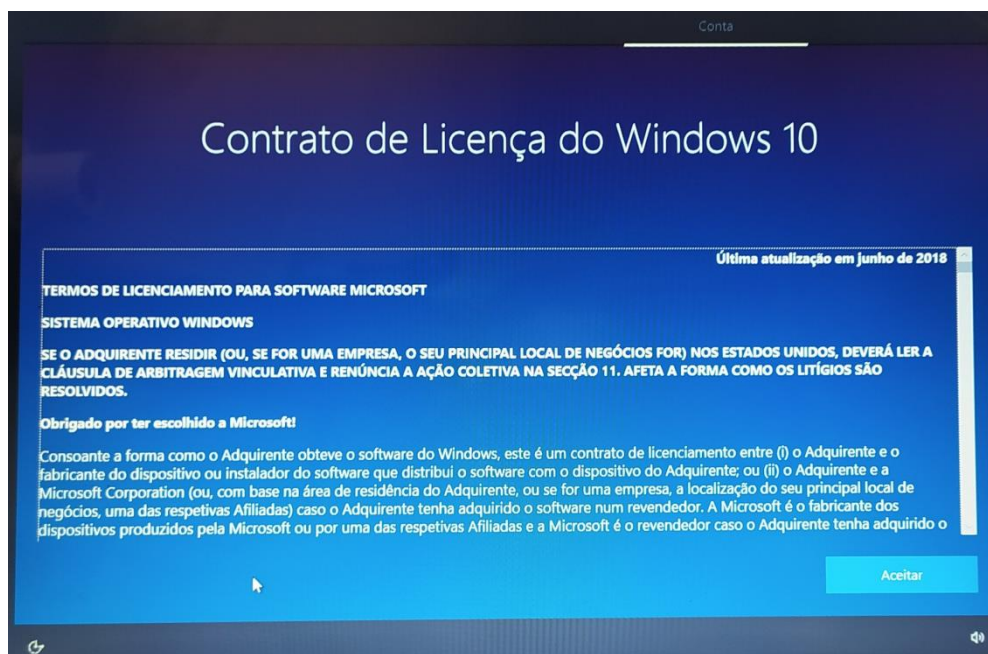 Conta
Contrato de Licença do Windows 10
Última atualização em junho de 2018
TERMOS DE LICENCIAMENTO PARA SOFTWARE MICROSOFT
SISTEMA OPERATIVO WINDOWS
SE O ADQUIRENTE RESIDIR (OU, SE FOR UMA EMPRESA, O SEU PRINCIPAL LOCAL DE NEGÓCIOS FOR) NOS ESTADOS UNIDOS, DEVERÁ LER A
CLÁUSULA DE ARBITRAGEM VINCULATIVA E RENÚNCIA A AÇÃO COLETIVA NA SECÇÃO 11. AFETA A FORMA COMO OS LITÍGIOS SÃO
RESOLVIDOS.
Obrigado por ter escolhido a Microsoft!
Consoante a forma como o Adquirente obteve o software do Windows, este é um contrato de licenciamento entre (i) o Adquirente e o
fabricante do dispositivo ou instalador do software que distribui o software com o dispositivo do Adquirente; ou (ii) o Adquirente e a
Microsoft Corporation (ou, com base na área de residência do Adquirente, ou se for uma empresa, a localização do seu principal local de
negócios, uma das respetivas Afiliadas) caso o Adquirente tenha adquirido o software num revendedor. A Microsoft é o fabricante dos
dispositivos produzidos pela Microsoft ou por uma das respetivas Afiliadas e a Microsoft é o revendedor caso o Adquirente tenha adquirido o
Aceitar